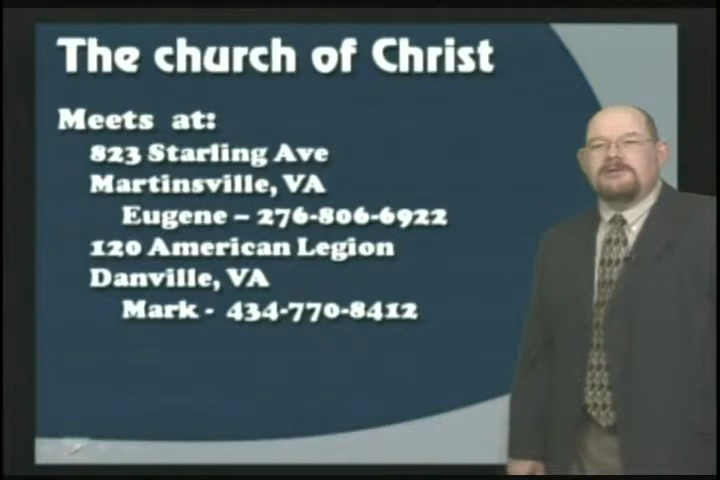 The church of Christ
Meets at:
823 Starling Ave
Martinsville, VA
Eugene – 276-806-6922
120 American Legion
Danville, VA
Mark - 434-770-8412